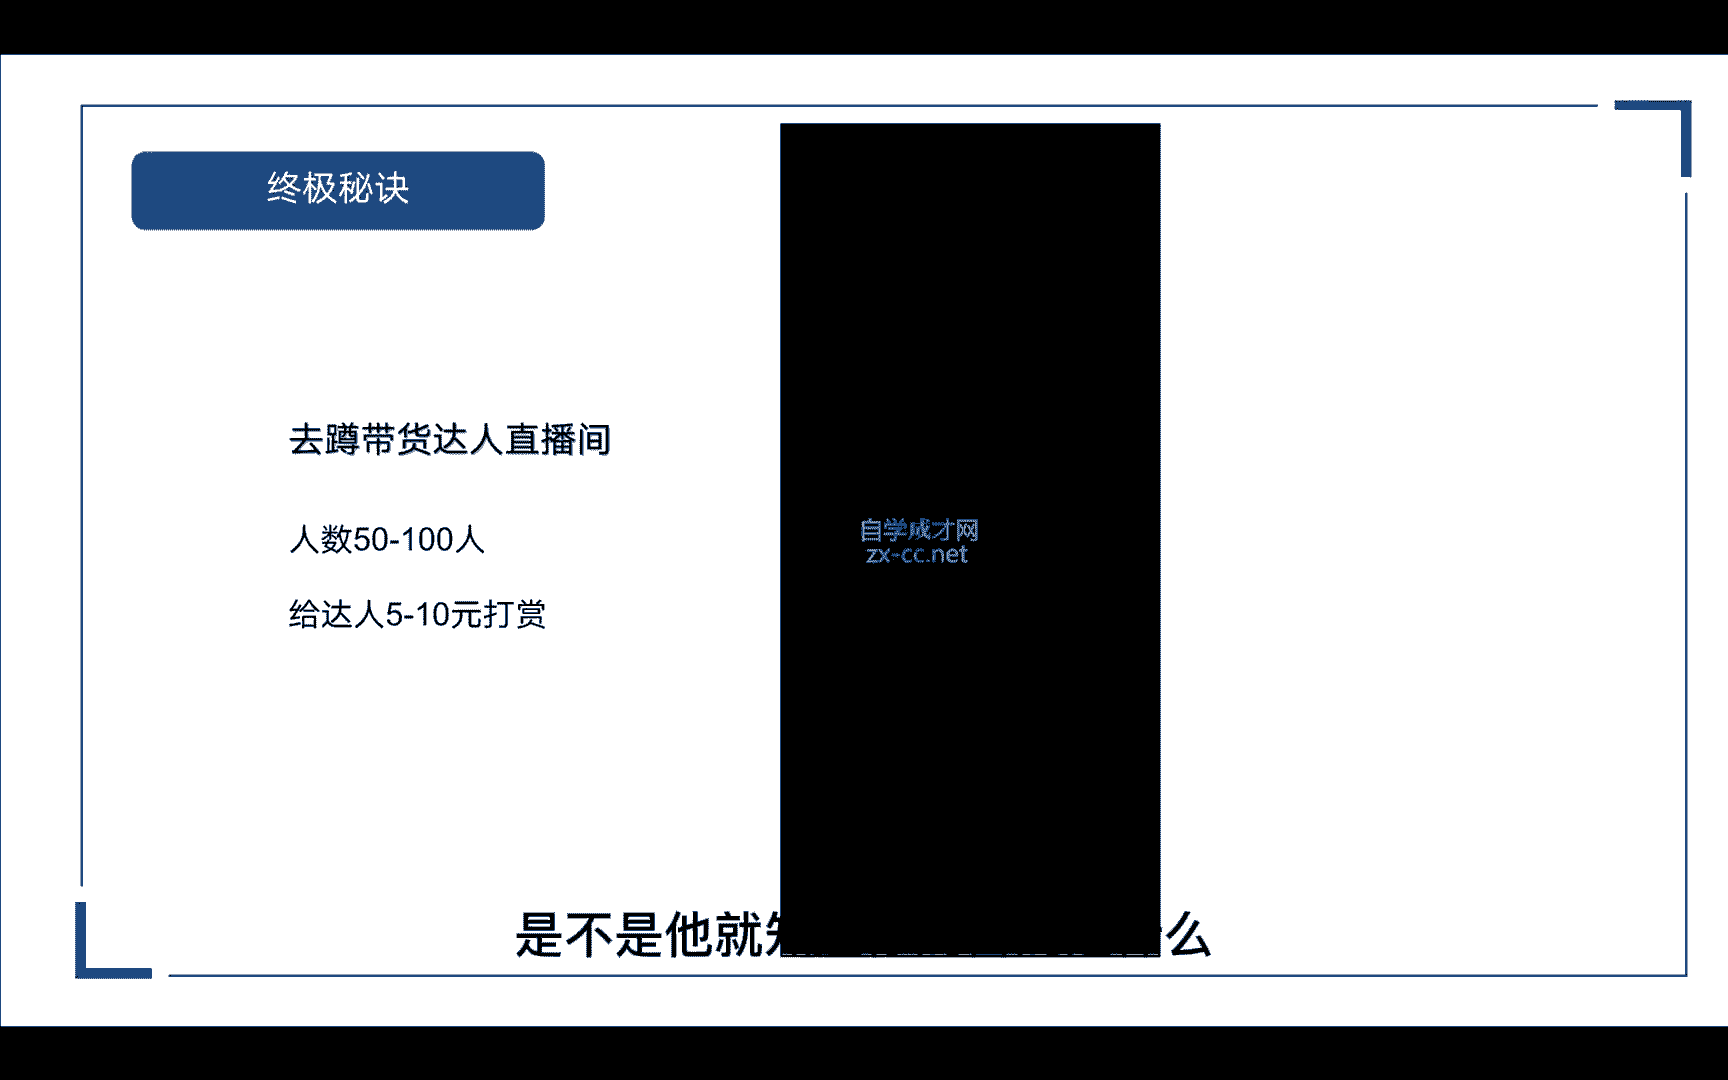 终极秘诀
去蹲带货达人直播间
人数50-100人
给达人5-10元打赏
自学成才网
zx-cc.net
是不是他就 么